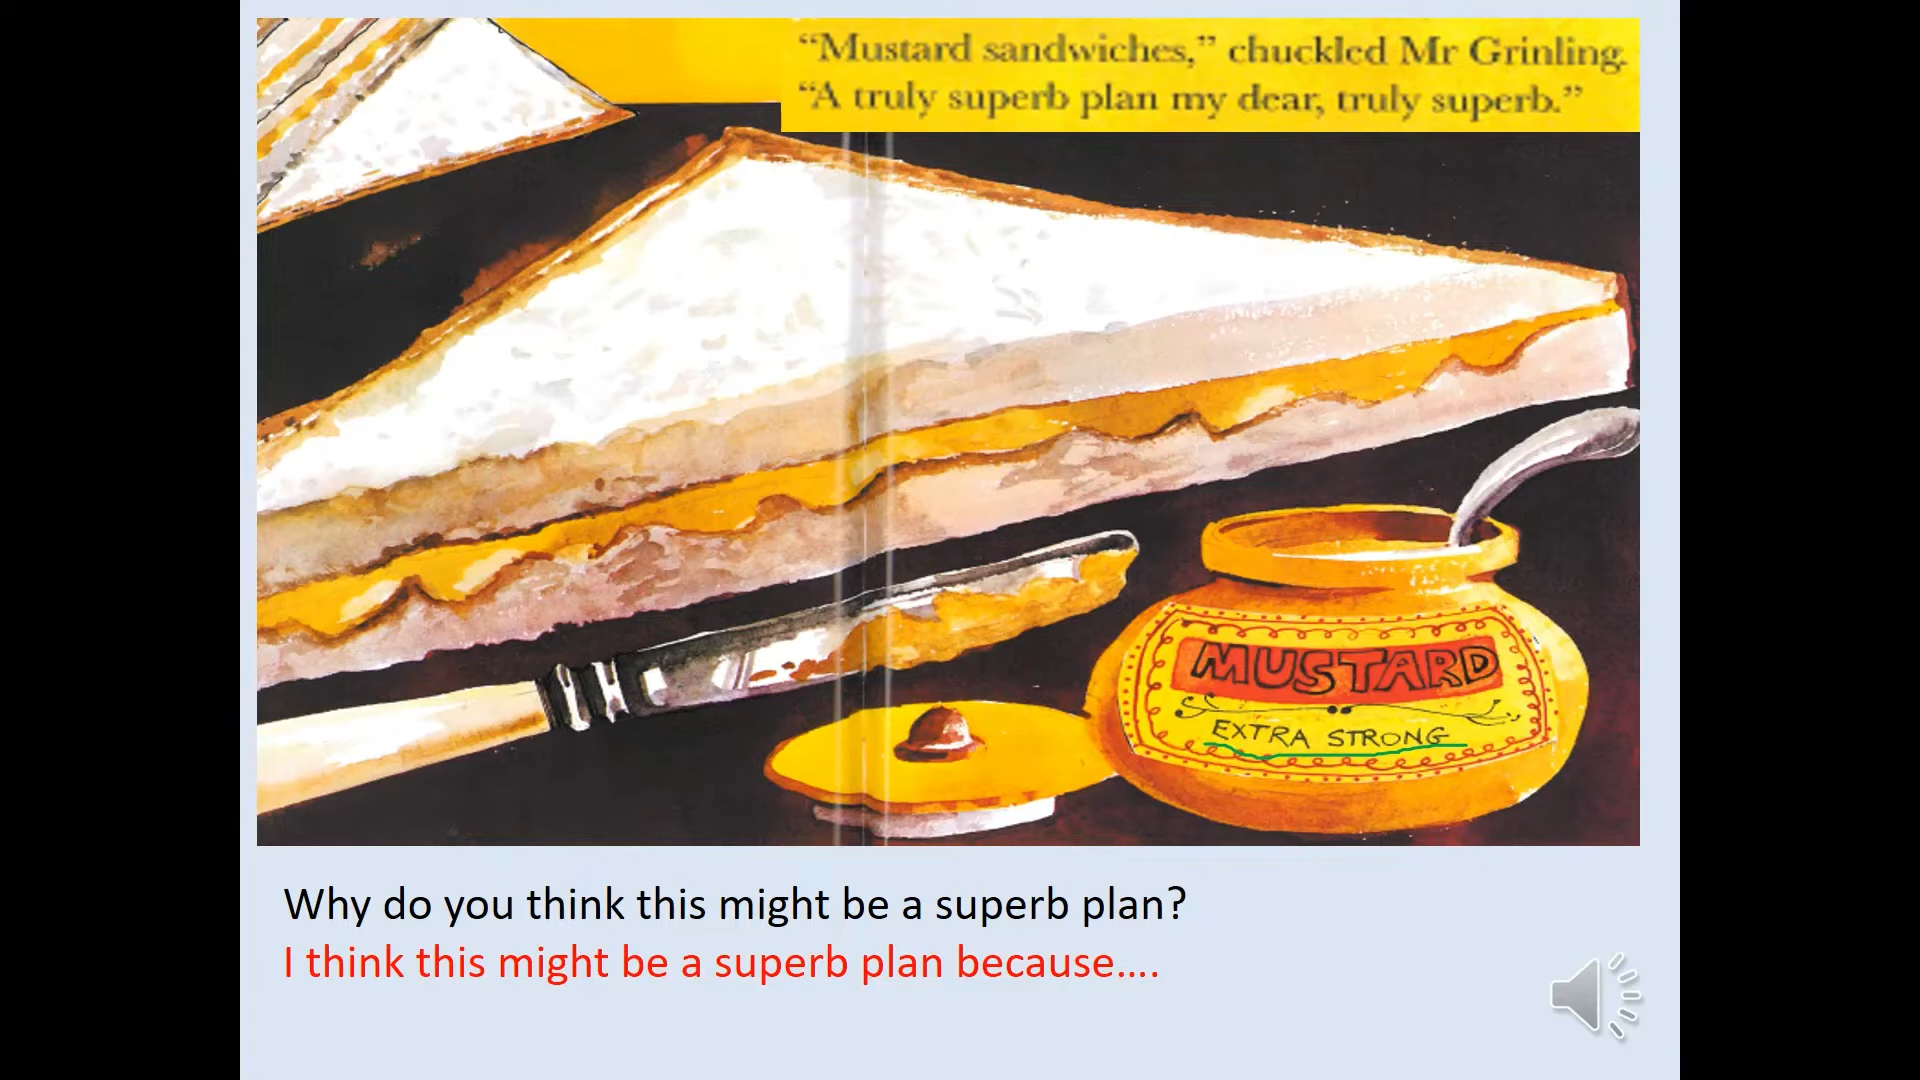 “Mustard sandwiches,” chuckled Mr Grinling.
“A truly superb plan my dear, truly superb.”
MUSTARD
EXTRA STRONG
Why do you think this might be a superb plan?
I think this might be a superb plan because....